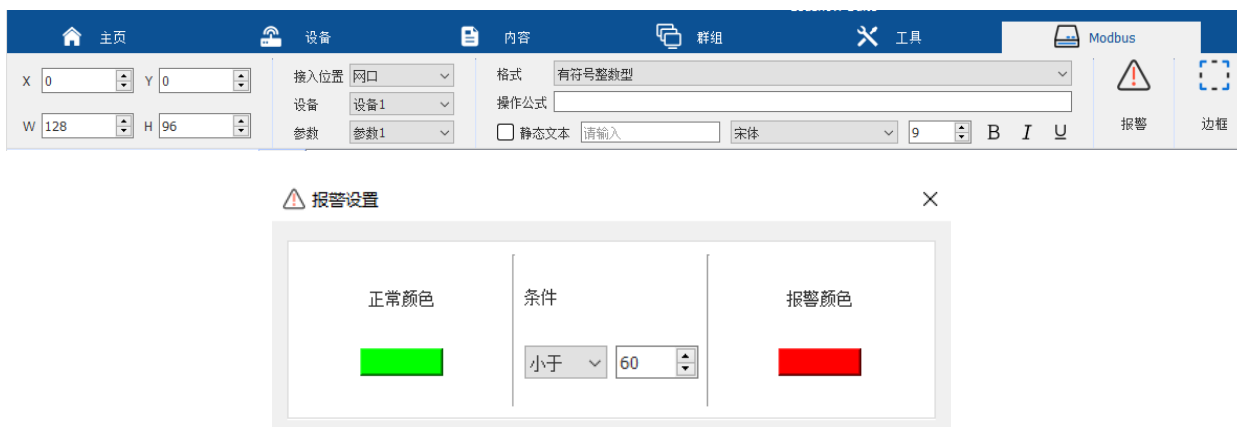 主页 设备 内容 群组 工具 Modbus
X 0 Y 0 接入位置 网口 格式 有符号整数型
设备 设备1 操作公式
W 128 H 96 参数 参数1 静态文本 请输入 宋体 9 B I U 报警 边框
报警设置
正常颜色 条件 报警颜色
小于 60